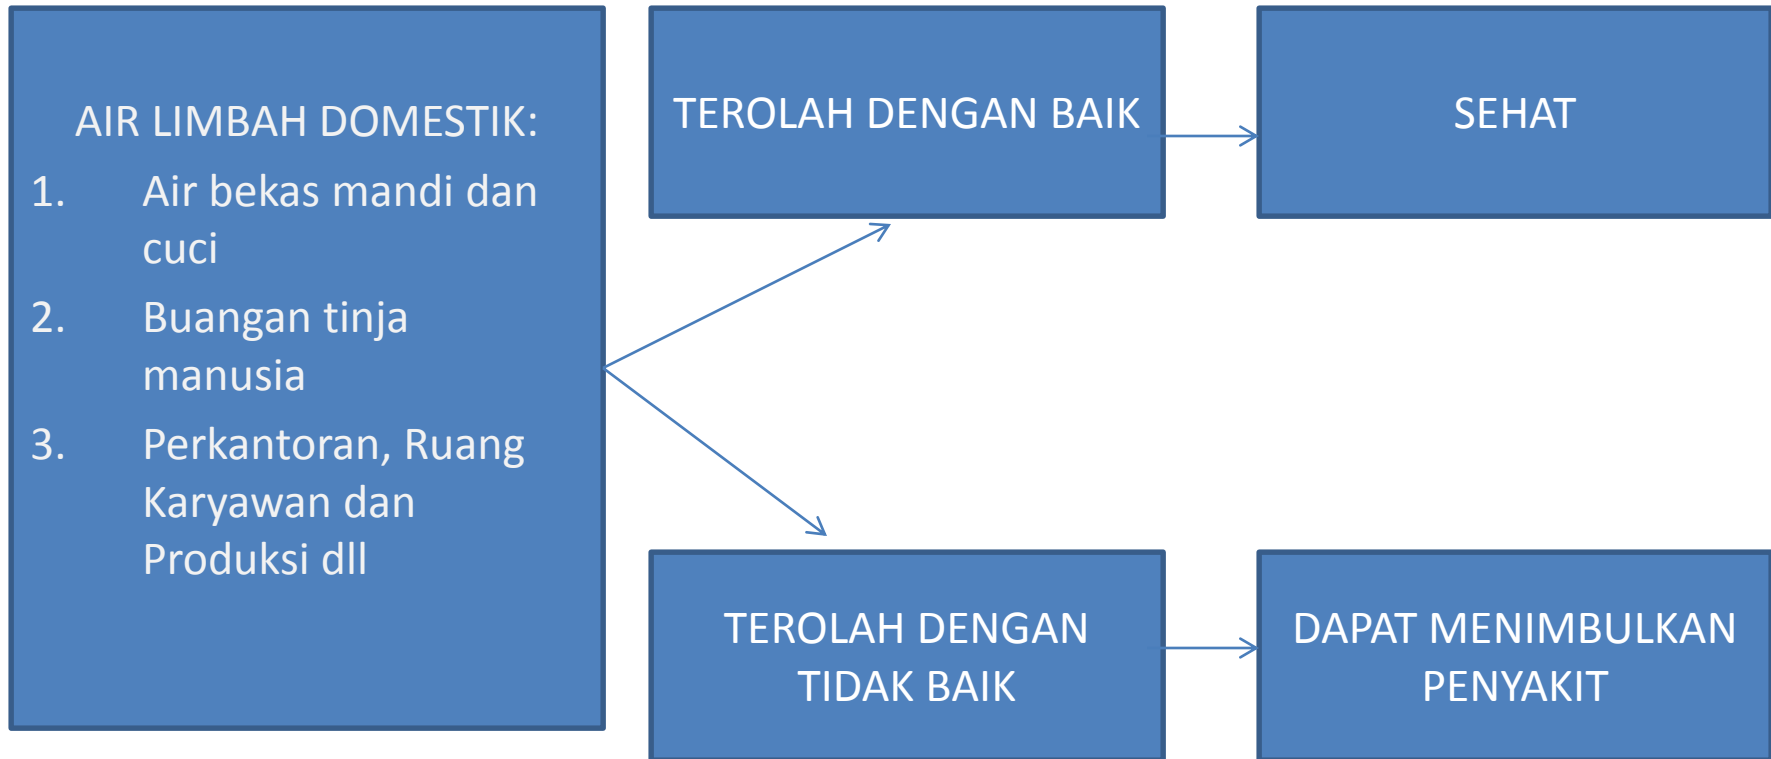 AIR LIMBAH DOMESTIK:
1. Air bekas mandi dan
cuci
2. Buangan tinja
manusia
3. Perkantoran, Ruang
Karyawan dan
Produksi dll
TEROLAH DENGAN BAIK
SEHAT
TEROLAH DENGAN
TIDAK BAIK
DAPAT MENIMBULKAN
PENYAKIT